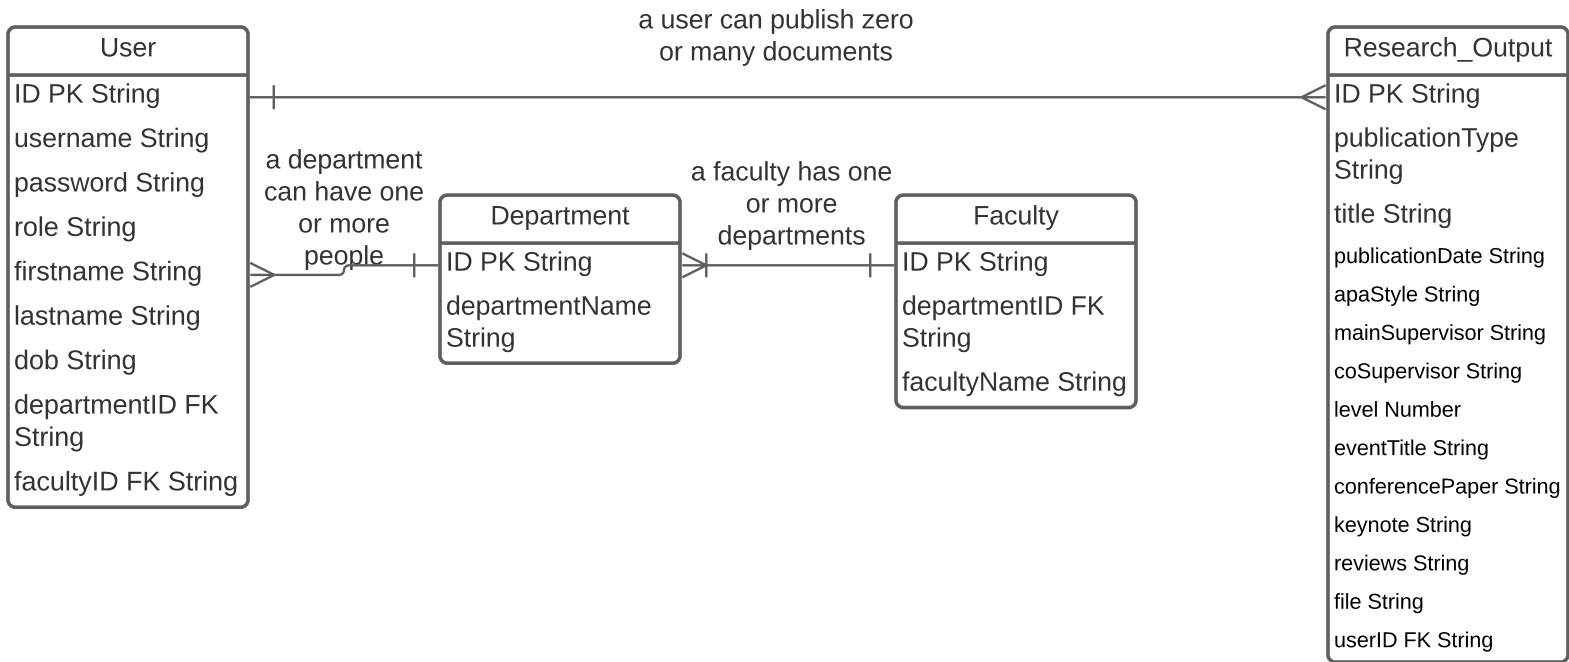 User
ID PK String
username String
password String
role String
firstname String
lastname String
dob String
departmentID FK
String
facultyID FK String
a user can publish zero
or many documents
a department
can have one
or more
people
Department
ID PK String
departmentName
String
a faculty has one
or more
departments
Faculty
ID PK String
departmentID FK
String
facultyName String
Research_Output
ID PK String
publicationType
String
title String
publicationDate String
apaStyle String
mainSupervisor String
coSupervisor String
level Number
eventTitle String
conferencePaper String
keynote String
reviews String
file String
userID FK String